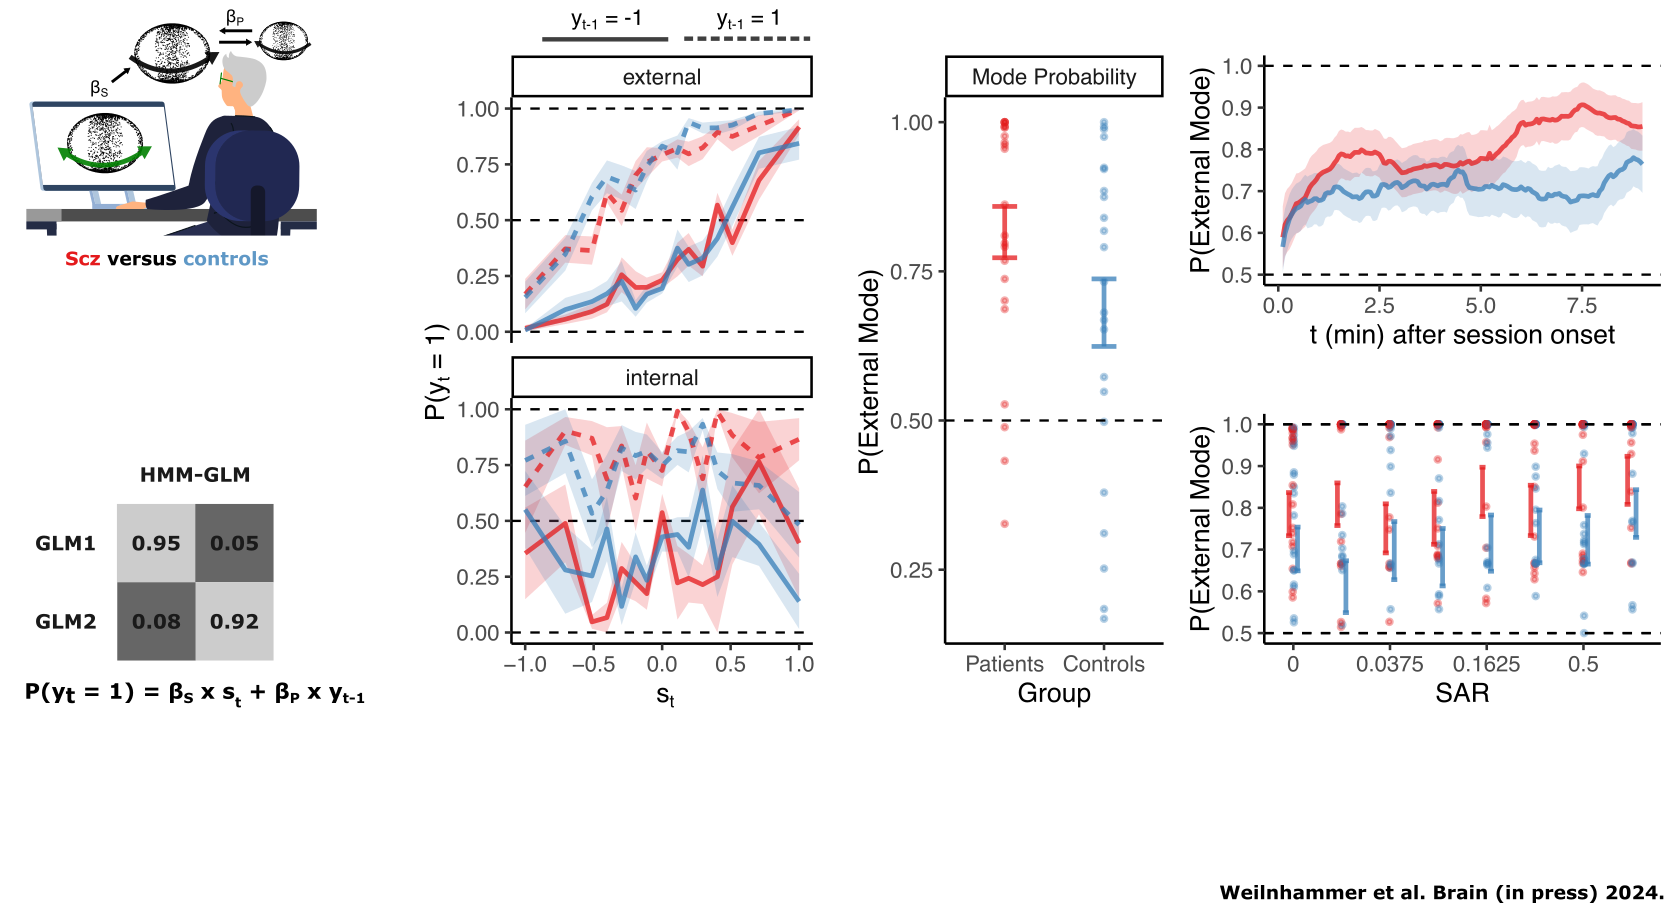 βP
βS
Scz versus controls
HMM-GLM
GLM1 0.95 0.05
GLM2 0.08 0.92
P(yt = 1) = βS x st + βP x yt-1
yt-1 = -1 yt-1 = 1
external
1.00
0.75
0.50
0.25
0.00
P(yt = 1)
internal
1.00
0.75
0.50
0.25
0.00
−1.0 −0.5 0.0 0.5 1.0
st
Mode Probability
P(External Mode)
1.00
0.75
0.50
0.25
Patients Controls
Group
P(External Mode)
1.0
0.9
0.8
0.7
0.6
0.5
0.0 2.5 5.0 7.5
t (min) after session onset
P(External Mode)
1.0
0.9
0.8
0.7
0.6
0.5
0 0.0375 0.1625 0.5
SAR
Weilnhammer et al. Brain (in press) 2024.